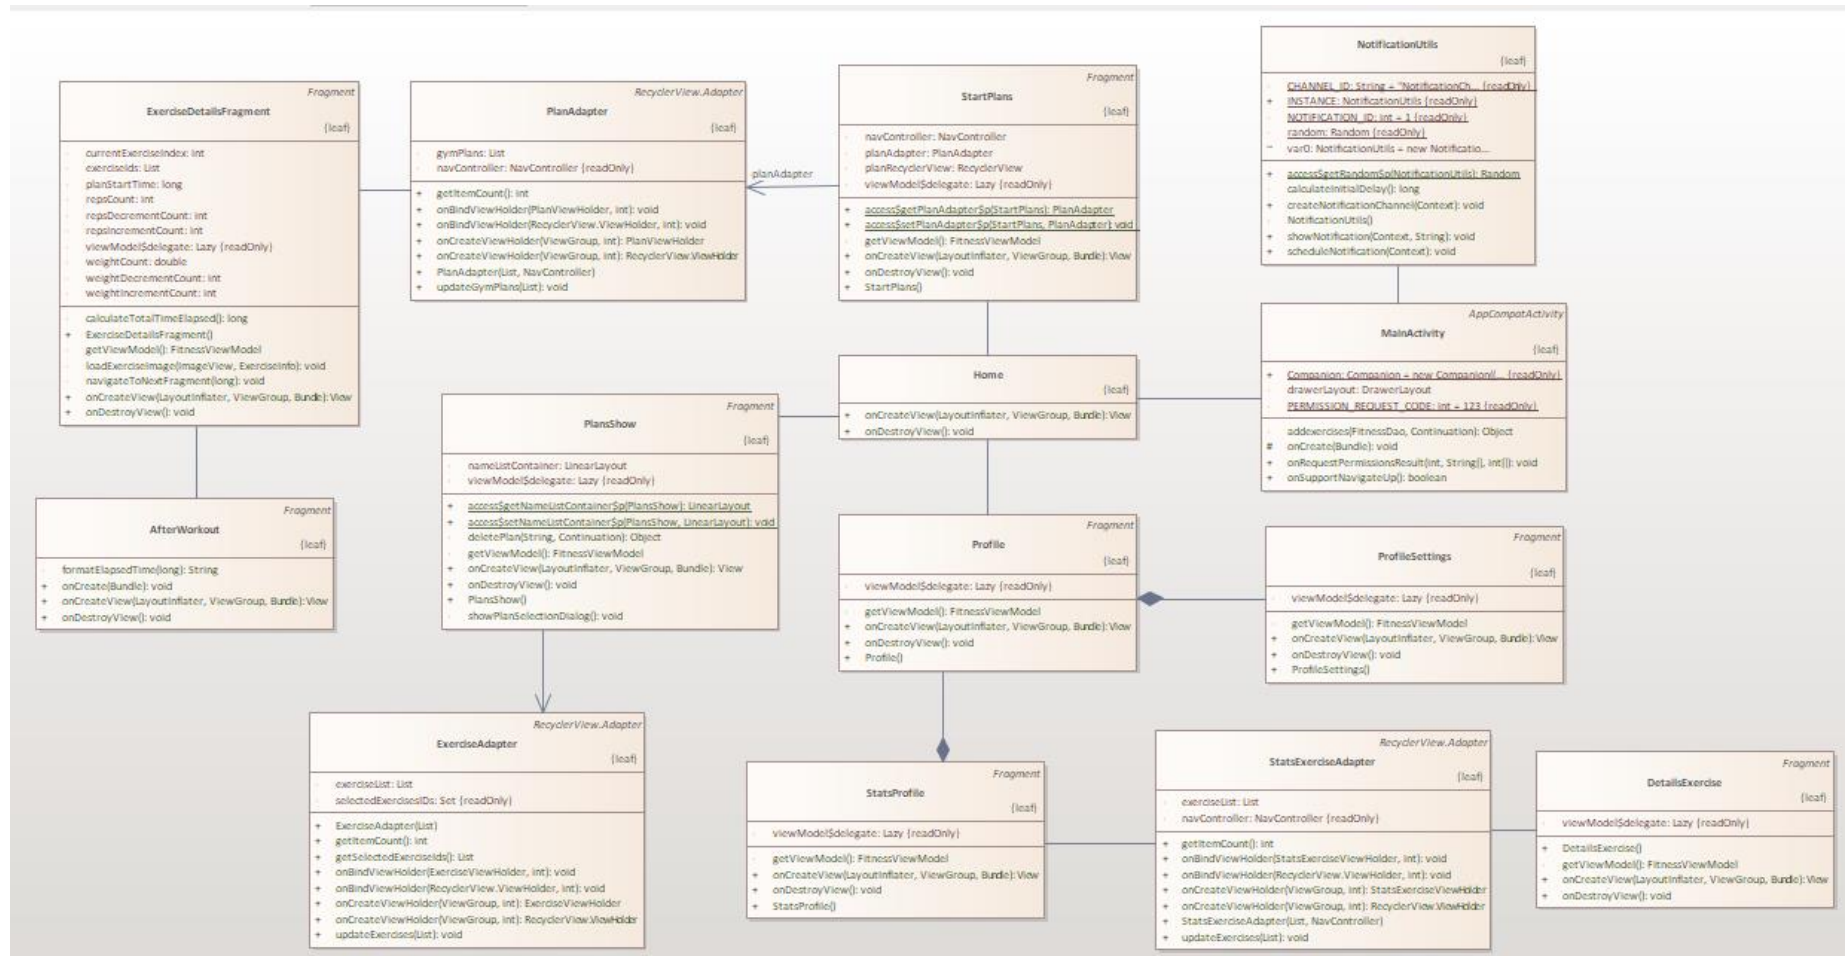 Fragment
ExerciseDetailsFragment
{leaf}
currentExerciseIndex: int
exerciseIds: List
planStartTime: long
repsCount: int
repsDecrementCount: int
repsIncrementCount: int
viewModel$delegate: Lazy {readOnly}
weightCount: double
weightDecrementCount: int
weightIncrementCount: int
calculateTotalTimeElapsed(): long
+ ExerciseDetailsFragment()
getViewModel(): FitnessViewModel
loadExerciseImage(ImageView, ExerciseInfo): void
navigateToNextFragment(long): void
+ onCreateView(LayoutInflater, ViewGroup, Bundle): View
+ onDestroyView(): void
RecyclerView.Adapter
PlanAdapter
{leaf}
gymPlans: List
navController: NavController {readOnly}
+ getItemCount(): int
+ onBindViewHolder(PlanViewHolder, int): void
+ onBindViewHolder(RecyclerView.ViewHolder, int): void
+ onCreateViewHolder(ViewGroup, int): PlanViewHolder
+ onCreateViewHolder(ViewGroup, int): RecyclerView.ViewHolder
+ PlanAdapter(List, NavController)
+ updateGymPlans(List): void
planAdapter
Fragment
StartPlans
{leaf}
navController: NavController
planAdapter: PlanAdapter
planRecyclerView: RecyclerView
viewModel$delegate: Lazy {readOnly}
+ access$getPlanAdapter$p(StartPlans): PlanAdapter
+ access$setPlanAdapter$p(StartPlans, PlanAdapter): void
getViewModel(): FitnessViewModel
+ onCreateView(LayoutInflater, ViewGroup, Bundle): View
+ onDestroyView(): void
+ StartPlans()
NotificationUtils
{leaf}
CHANNEL_ID: String = "NotificationCh... {readOnly}
+ INSTANCE: NotificationUtils {readOnly}
NOTIFICATION_ID: int = 1 {readOnly}
random: Random {readOnly}
~ var0: NotificationUtils = new Notificatio...
+ access$getRandom$p(NotificationUtils): Random
calculateInitialDelay(): long
+ createNotificationChannel(Context): void
NotificationUtils()
+ showNotification(Context, String): void
+ scheduleNotification(Context): void
AppCompatActivity
MainActivity
{leaf}
+ Companion: Companion = new Companion(... {readOnly}
drawerLayout: DrawerLayout
PERMISSION_REQUEST_CODE: int = 123 {readOnly}
addexercises(FitnessDao, Continuation): Object
# onCreate(Bundle): void
+ onRequestPermissionsResult(int, String[], int[]): void
+ onSupportNavigateUp(): boolean
Home
{leaf}
+ onCreateView(LayoutInflater, ViewGroup, Bundle): View
+ onDestroyView(): void
Fragment
PlansShow
{leaf}
nameListContainer: LinearLayout
viewModel$delegate: Lazy {readOnly}
+ access$getNameListContainer$p(PlansShow): LinearLayout
+ access$setNameListContainer$p(PlansShow, LinearLayout): void
deletePlan(String, Continuation): Object
getViewModel(): FitnessViewModel
+ onCreateView(LayoutInflater, ViewGroup, Bundle): View
+ onDestroyView(): void
+ PlansShow()
showPlanSelectionDialog(): void
Fragment
AfterWorkout
{leaf}
formatElapsedTime(long): String
+ onCreate(Bundle): void
+ onCreateView(LayoutInflater, ViewGroup, Bundle): View
+ onDestroyView(): void
Fragment
Profile
{leaf}
viewModel$delegate: Lazy {readOnly}
getViewModel(): FitnessViewModel
+ onCreateView(LayoutInflater, ViewGroup, Bundle): View
+ onDestroyView(): void
+ Profile()
Fragment
ProfileSettings
{leaf}
viewModel$delegate: Lazy {readOnly}
getViewModel(): FitnessViewModel
+ onCreateView(LayoutInflater, ViewGroup, Bundle): View
+ onDestroyView(): void
+ ProfileSettings()
RecyclerView.Adapter
ExerciseAdapter
{leaf}
exerciseList: List
selectedExercisesIDs: Set {readOnly}
+ ExerciseAdapter(List)
+ getItemCount(): int
+ getSelectedExerciseIds(): List
+ onBindViewHolder(ExerciseViewHolder, int): void
+ onBindViewHolder(RecyclerView.ViewHolder, int): void
+ onCreateViewHolder(ViewGroup, int): ExerciseViewHolder
+ onCreateViewHolder(ViewGroup, int): RecyclerView.ViewHolder
+ updateExercises(List): void
Fragment
StatsProfile
{leaf}
viewModel$delegate: Lazy {readOnly}
getViewModel(): FitnessViewModel
+ onCreateView(LayoutInflater, ViewGroup, Bundle): View
+ onDestroyView(): void
+ StatsProfile()
RecyclerView.Adapter
StatsExerciseAdapter
{leaf}
exerciseList: List
navController: NavController {readOnly}
+ getItemCount(): int
+ onBindViewHolder(StatsExerciseViewHolder, int): void
+ onBindViewHolder(RecyclerView.ViewHolder, int): void
+ onCreateViewHolder(ViewGroup, int): StatsExerciseViewHolder
+ onCreateViewHolder(ViewGroup, int): RecyclerView.ViewHolder
+ StatsExerciseAdapter(List, NavController)
+ updateExercises(List): void
Fragment
DetailsExercise
{leaf}
viewModel$delegate: Lazy {readOnly}
+ DetailsExercise()
getViewModel(): FitnessViewModel
+ onCreateView(LayoutInflater, ViewGroup, Bundle): View
+ onDestroyView(): void